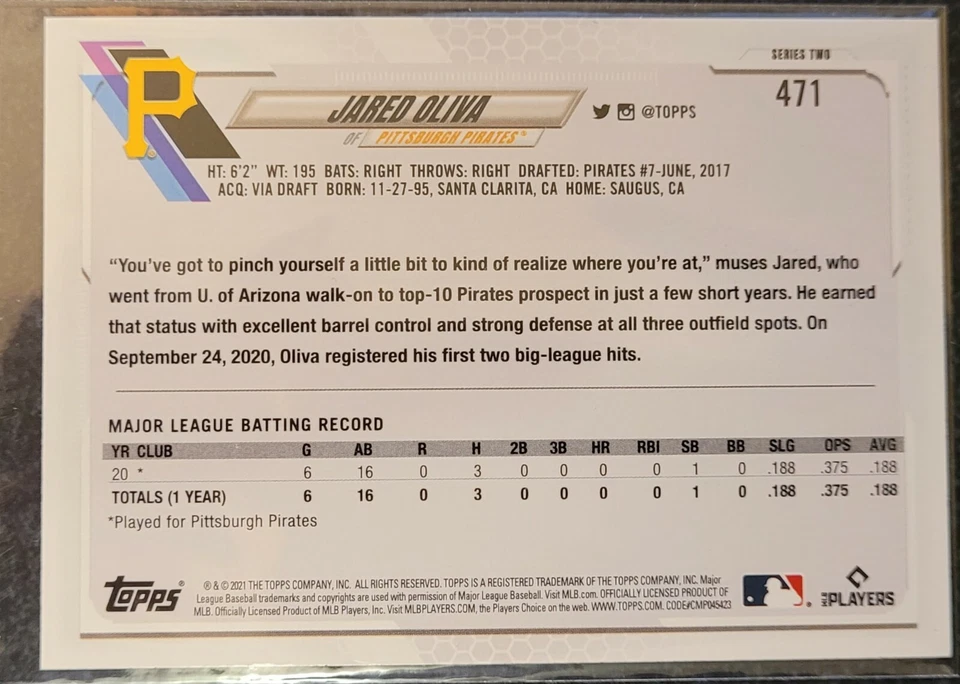 SERIES TWO
471
P
JARED OLIVA
OF PITTSBURGH PIRATES®
@TOPPS
HT: 6'2" WT: 195 BATS: RIGHT THROWS: RIGHT DRAFTED: PIRATES #7-JUNE, 2017
ACQ: VIA DRAFT BORN: 11-27-95, SANTA CLARITA, CA HOME: SAUGUS, CA
"You've got to pinch yourself a little bit to kind of realize where you're at," muses Jared, who
went from U. of Arizona walk-on to top-10 Pirates prospect in just a few short years. He earned
that status with excellent barrel control and strong defense at all three outfield spots. On
September 24, 2020, Oliva registered his first two big-league hits.
MAJOR LEAGUE BATTING RECORD
YR CLUB G AB R H 2B 3B HR RBI SB BB SLG OPS AVG
20 * 6 16 0 3 0 0 0 0 1 0 .188 .375 .188
TOTALS (1 YEAR) 6 16 0 3 0 0 0 0 1 0 .188 .375 .188
*Played for Pittsburgh Pirates
Topps®
® & © 2021 THE TOPPS COMPANY, INC. ALL RIGHTS RESERVED. TOPPS IS A REGISTERED TRADEMARK OF THE TOPPS COMPANY, INC. Major
League Baseball trademarks and copyrights are used with permission of Major League Baseball. Visit MLB.com. OFFICIALLY LICENSED PRODUCT OF
MLB. Officially Licensed Product of MLB Players, Inc. Visit MLBPLAYERS.COM, the Players Choice on the web. WWW.TOPPS.COM. CODE#CMP045423
MLB PLAYERS